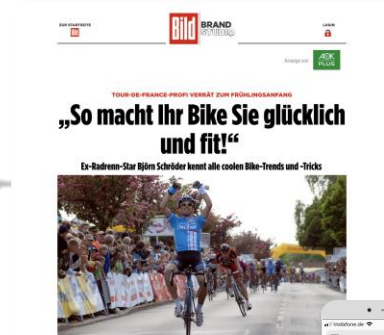 ZUR STARTSEITE
Bild
Bild BRAND
STUDIO
LOGIN
Anzeige von AOK
PLUS
TOUR-DE-FRANCE-PROFI VERRÄT ZUM FRÜHLINGSANFANG
„So macht Ihr Bike Sie glücklich
und fit!“
Ex-Radrenn-Star Björn Schröder kennt alle coolen Bike-Trends und -Tricks
Vodafone.de